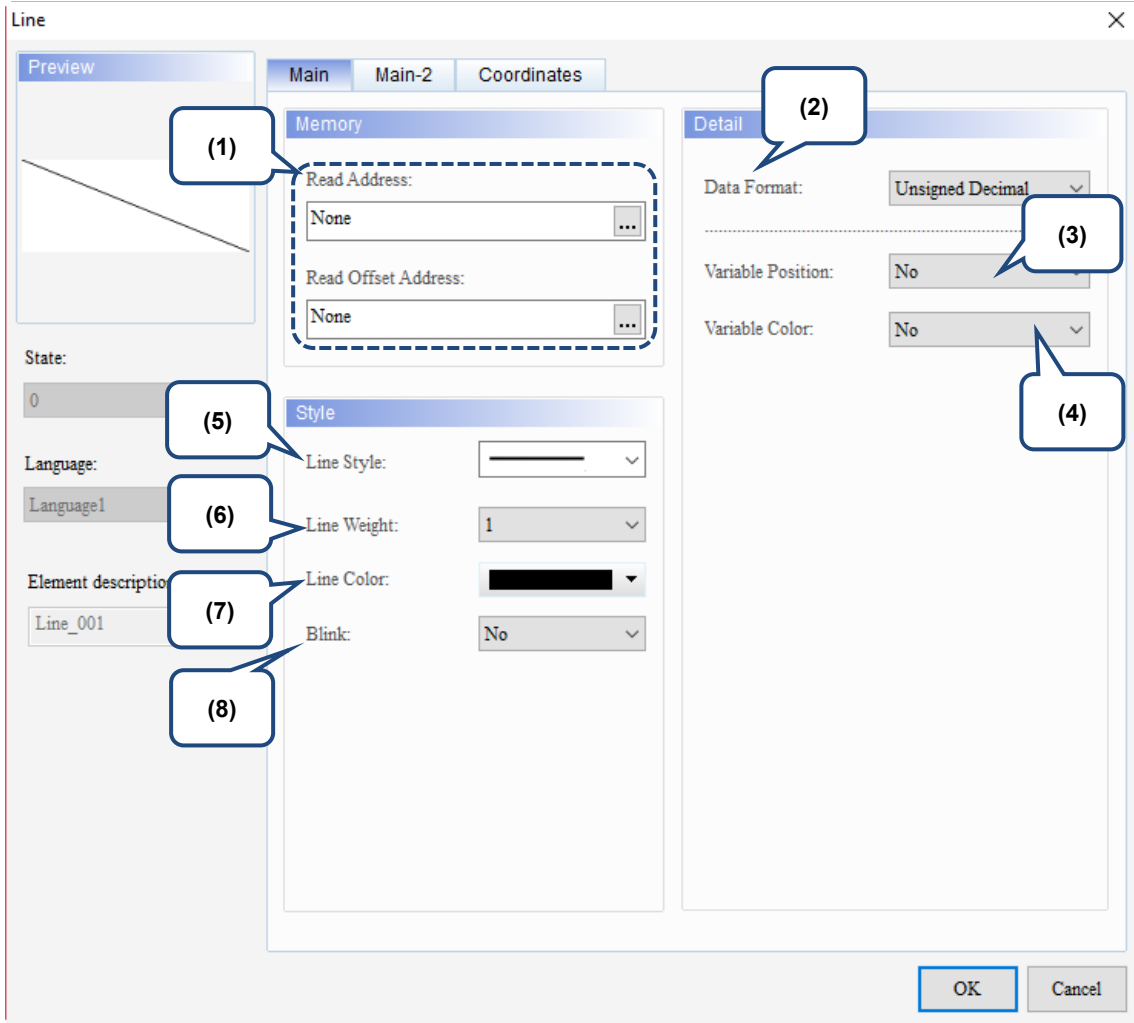 Line
Preview
Main
Main-2
Coordinates
(1)
Memory
Read Address:
None
...
Read Offset Address:
None
...
(2)
Detail
Data Format:
Unsigned Decimal
(3)
Variable Position:
No
Variable Color:
No
(4)
State:
0
Language:
Language1
Element descriptio
Line_001
(5)
Style
Line Style:
(6)
Line Weight:
1
(7)
Line Color:
(8)
Blink:
No
OK
Cancel